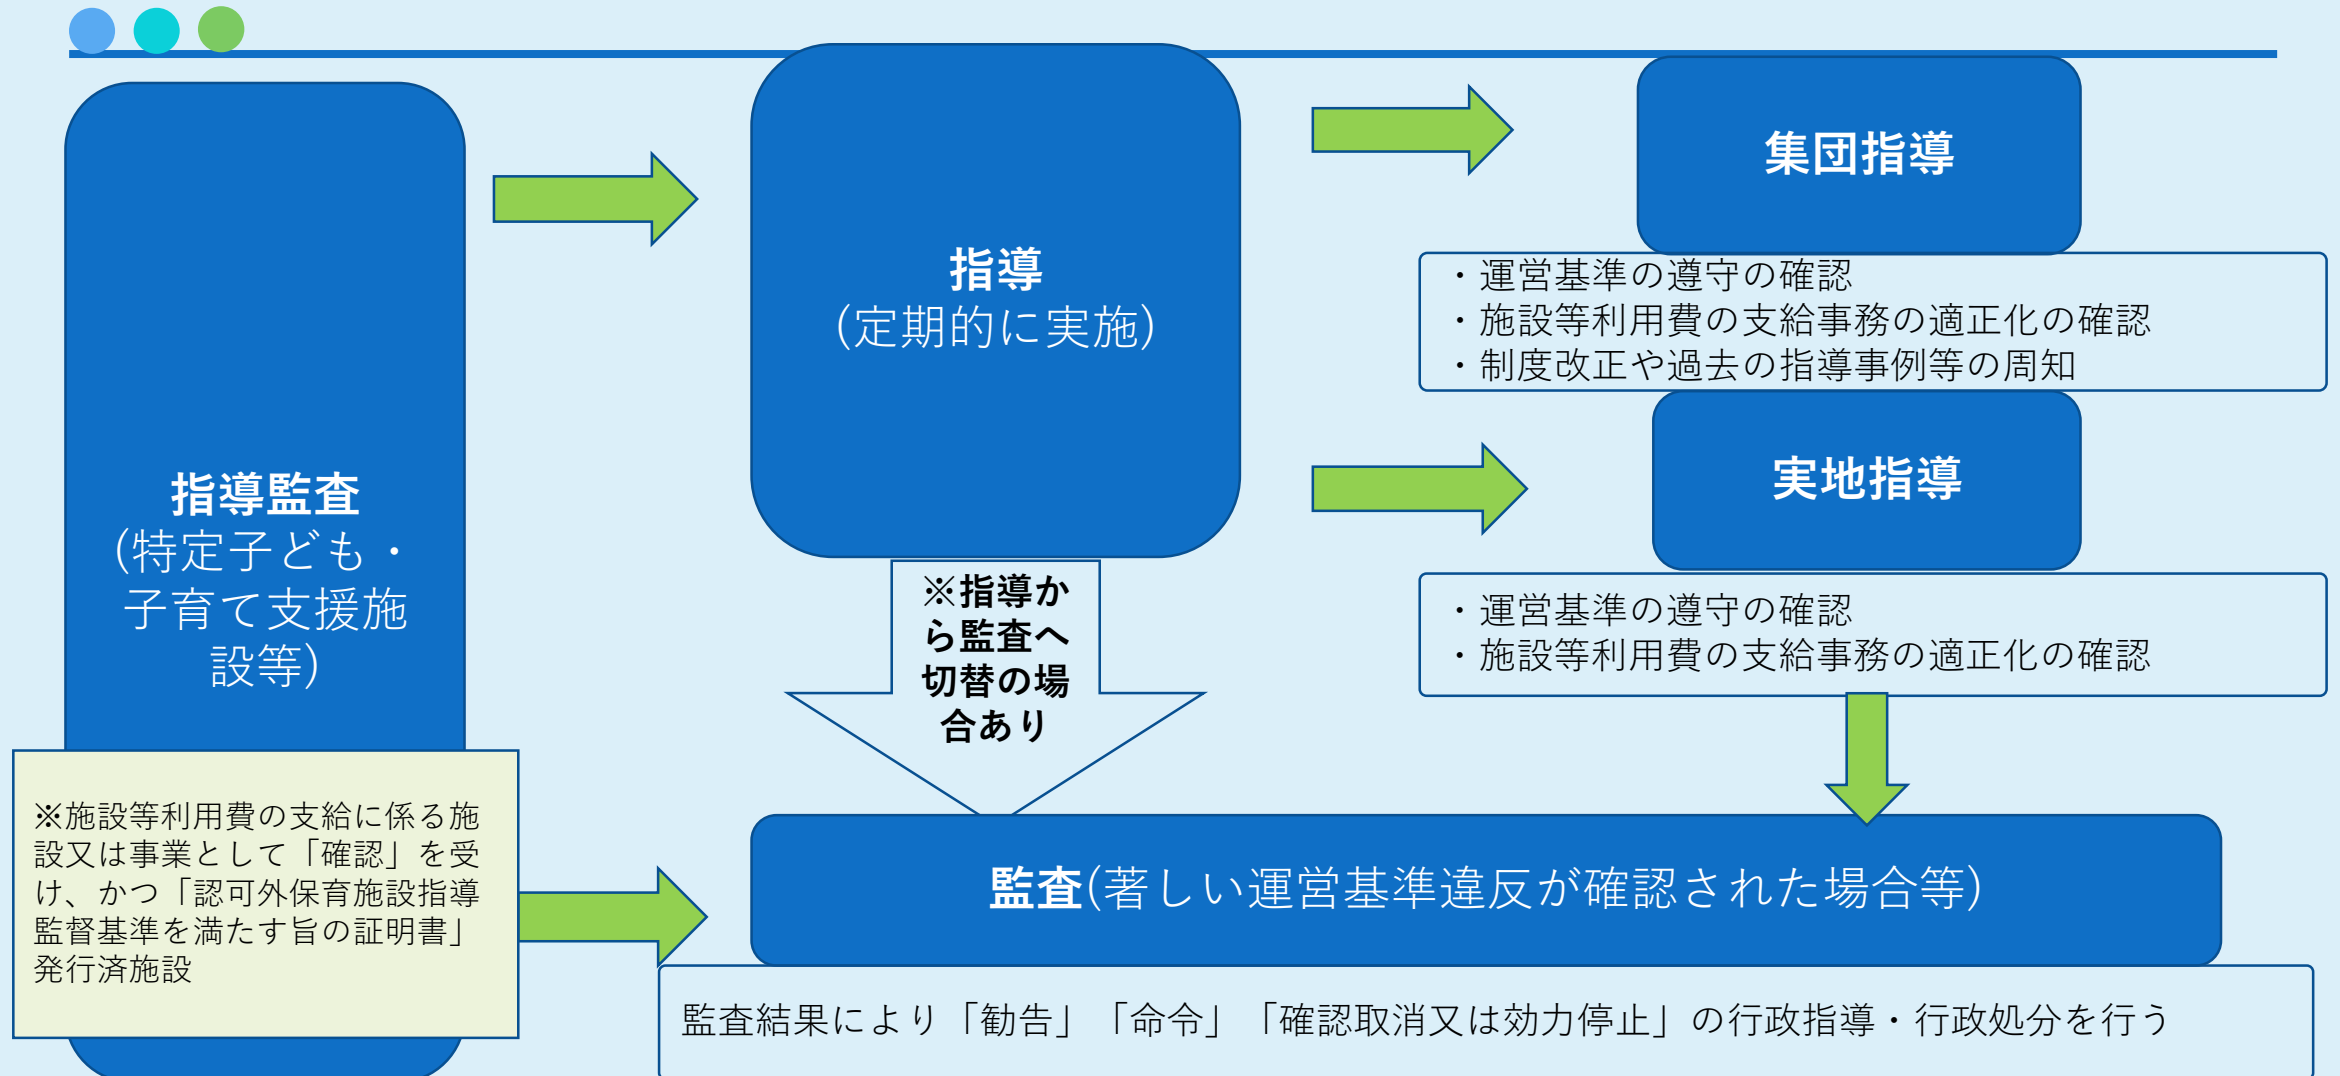 指導監査
(特定子ども・
子育て支援施
設等)
※施設等利用費の支給に係る施
設又は事業として「確認」を受
け、かつ「認可外保育施設指導
監督基準を満たす旨の証明書」
発行済施設
指導
(定期的に実施)
※指導か
ら監査へ
切替の場
合あり
集団指導
・運営基準の遵守の確認
・施設等利用費の支給事務の適正化の確認
・制度改正や過去の指導事例等の周知
実地指導
・運営基準の遵守の確認
・施設等利用費の支給事務の適正化の確認
監査(著しい運営基準違反が確認された場合等)
監査結果により「勧告」「命令」「確認取消又は効力停止」の行政指導・行政処分を行う